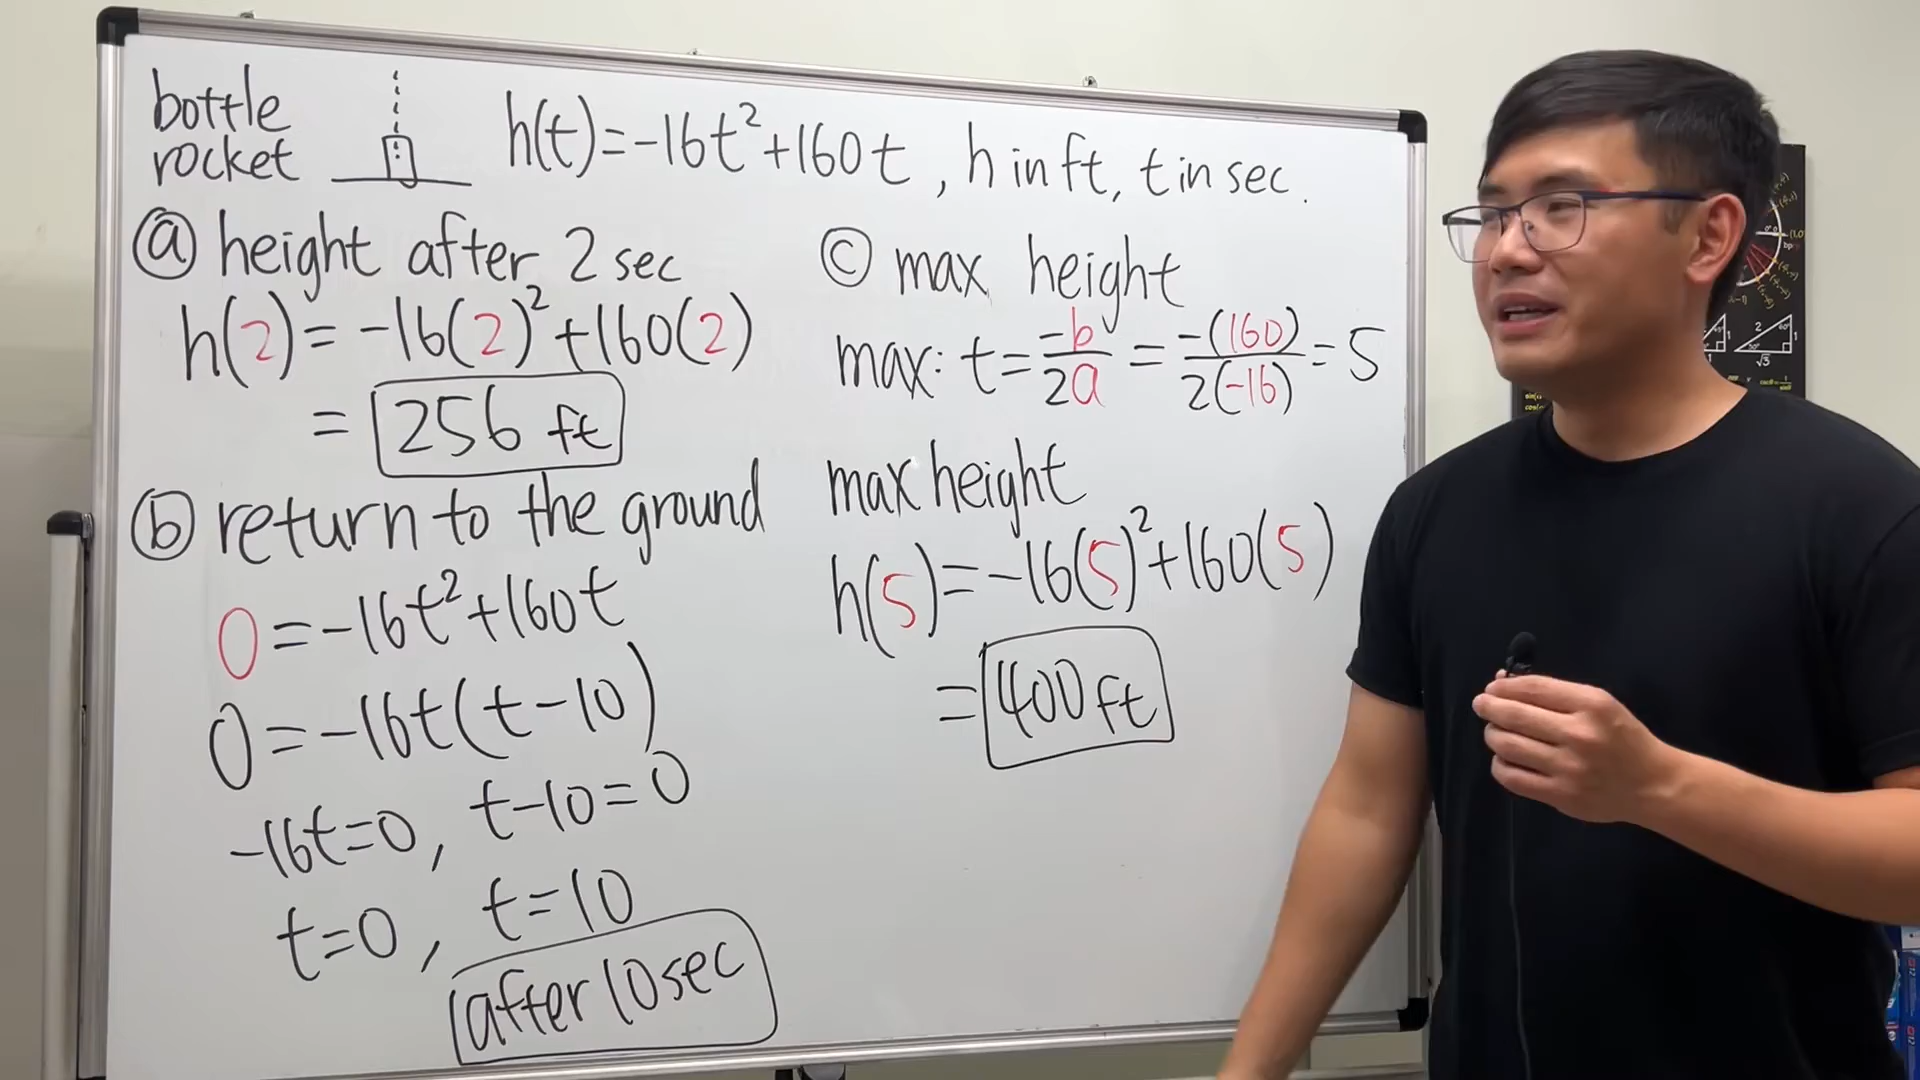 bottle
rocket
h(t)=-16t²+160t, h in ft, t in sec.
ⓐ height after 2 sec
h(2)=-16(2)²+160(2)
= 256 ft
ⓑ return to the ground
0=-16t²+160t
0=-16t(t-10)
-16t=0, t-10=0
t=0, t=10
after 10 sec
ⓒ max height
max: t=-b/2a = -(160)/2(-16) = 5
max height
h(5)=-16(5)²+160(5)
= 400 ft